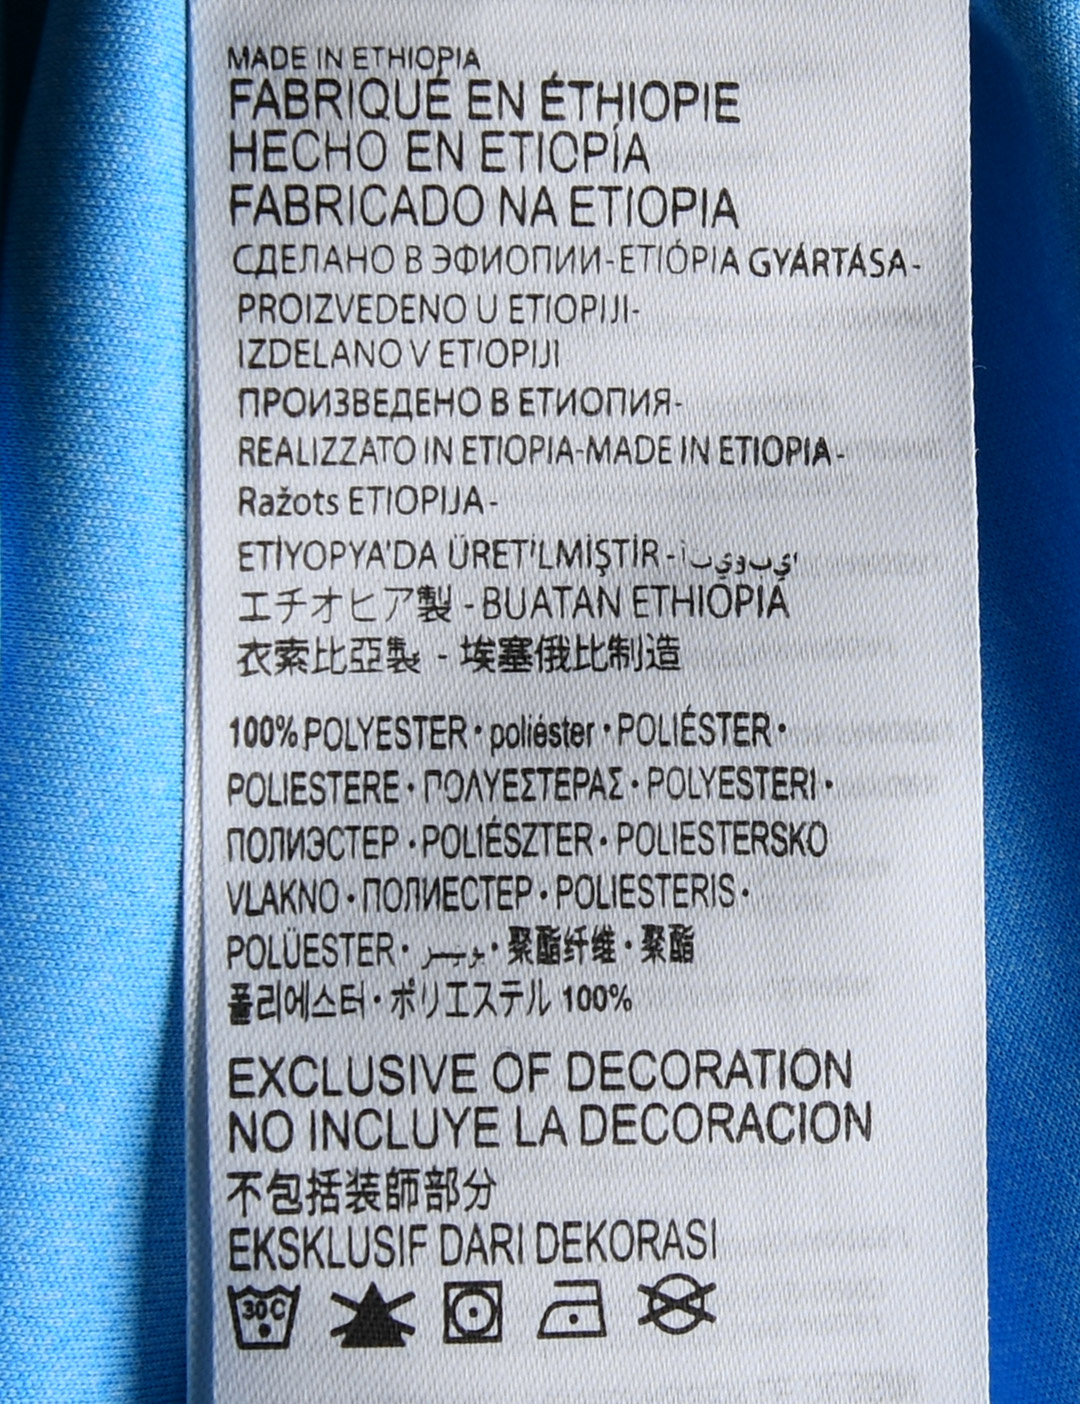 MADE IN ETHIOPIA
FABRIQUÉ EN ÉTHIOPIE
HECHO EN ETIOPÍA
FABRICADO NA ETIOPIA
СДЕЛАНО В ЭФИОПИИ-ETIÓPIA GYÁRTÁSA-
PROIZVEDENO U ETIOPIJI-
IZDELANO V ETIOPIJI
ПРОИЗВЕДЕНО В ЕТИОПИЯ-
REALIZZATO IN ETIOPIA-MADE IN ETIOPIA-
Ražots ETIOPIJA-
ETİYOPYA'DA ÜRETİLMİŞTİR-
エチオピア製 - BUATAN ETHIOPIA
衣索比亞製 - 埃塞俄比制造
100% POLYESTER • poliéster • POLIÉSTER •
POLIESTERE • ΠΟΛΥΕΣΤΕΡΑΣ • POLYESTERI •
ПОЛИЭСТЕР • POLIÉSZTER • POLIESTERSKO
VLAKNO • ПОЛИЕСТЕР • POLIESTERIS •
POLÜESTER • • 聚酯纤维 • 聚酯
폴리에스터 • ポリエステル 100%
EXCLUSIVE OF DECORATION
NO INCLUYE LA DECORACION
不包括装師部分
EKSKLUSIF DARI DEKORASI
30C